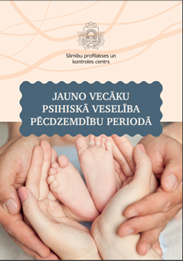 Slimību profilakses un
kontroles centrs
JAUNO VECĀKU
PSIHISKĀ VESELĪBA
PĒCDZEMDĪBU PERIODĀ